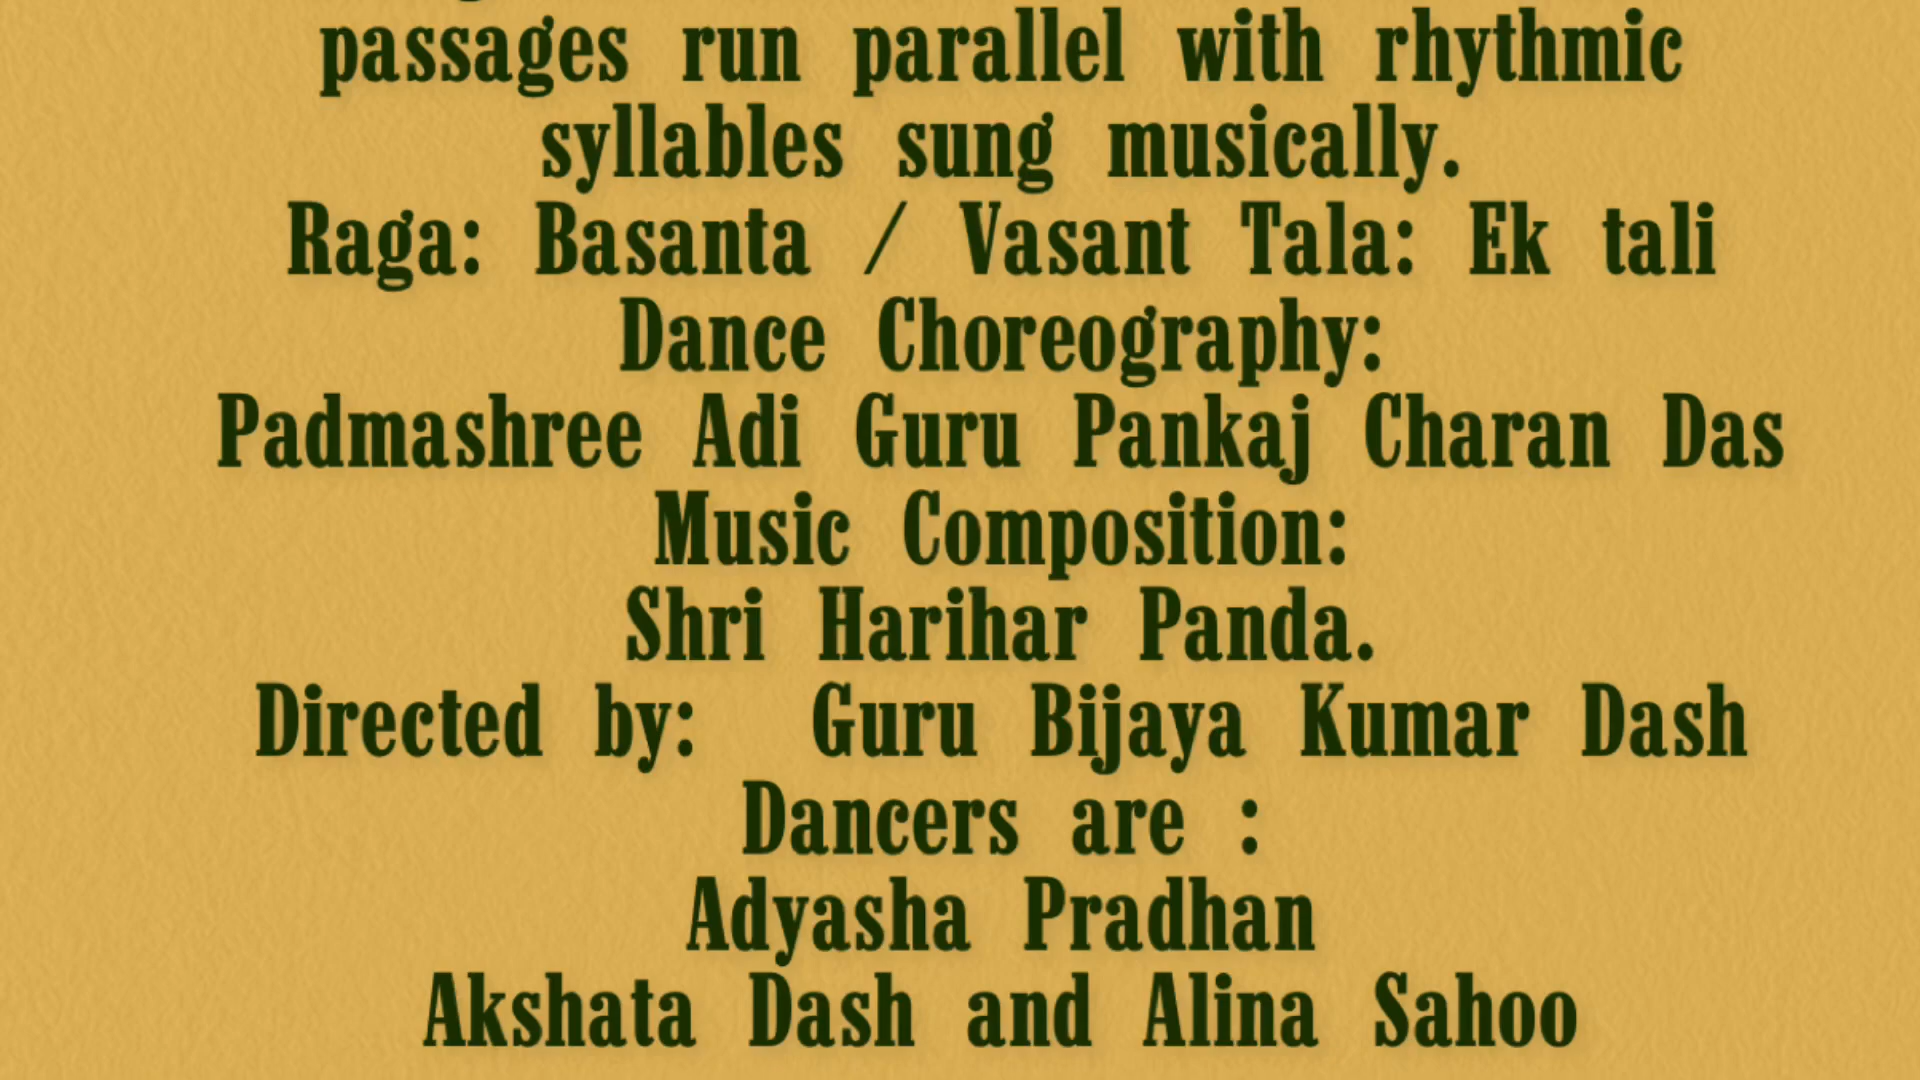 passages run parallel with rhythmic
syllables sung musically.
Raga: Basanta / Vasant Tala: Ek tali
Dance Choreography:
Padmashree Adi Guru Pankaj Charan Das
Music Composition:
Shri Harihar Panda.
Directed by: Guru Bijaya Kumar Dash
Dancers are :
Adyasha Pradhan
Akshata Dash and Alina Sahoo